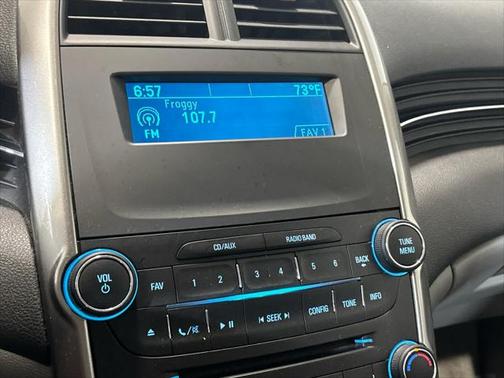 6:57 73°F
Froggy
107.7
FM
FAV 1
CD/AUX RADIO BAND
VOL
FAV 1 2 3 4 5 6 BACK
TUNE
MENU
SEEK CONFIG TONE INFO